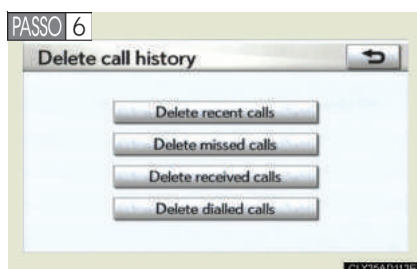 PASSO 6
Delete call history
Delete recent calls
Delete missed calls
Delete received calls
Delete dialled calls